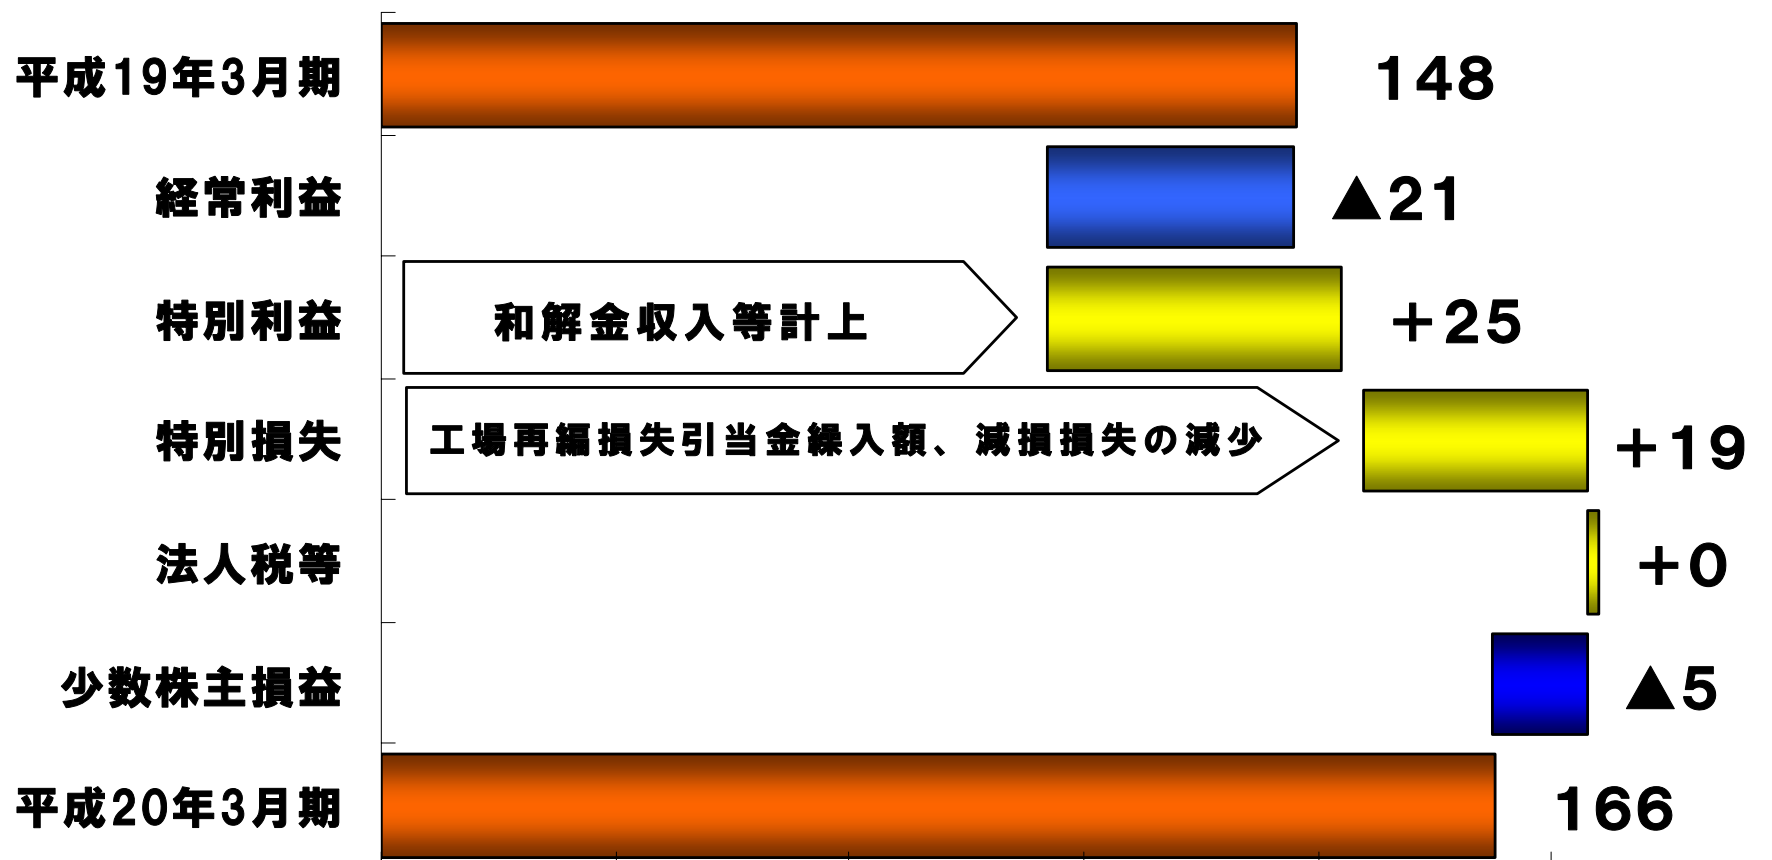 平成19年3月期 148
経常利益 ▲21
特別利益 和解金収入等計上 +25
特別損失 工場再編損失引当金繰入額、減損損失の減少 +19
法人税等 +0
少数株主損益 ▲5
平成20年3月期 166